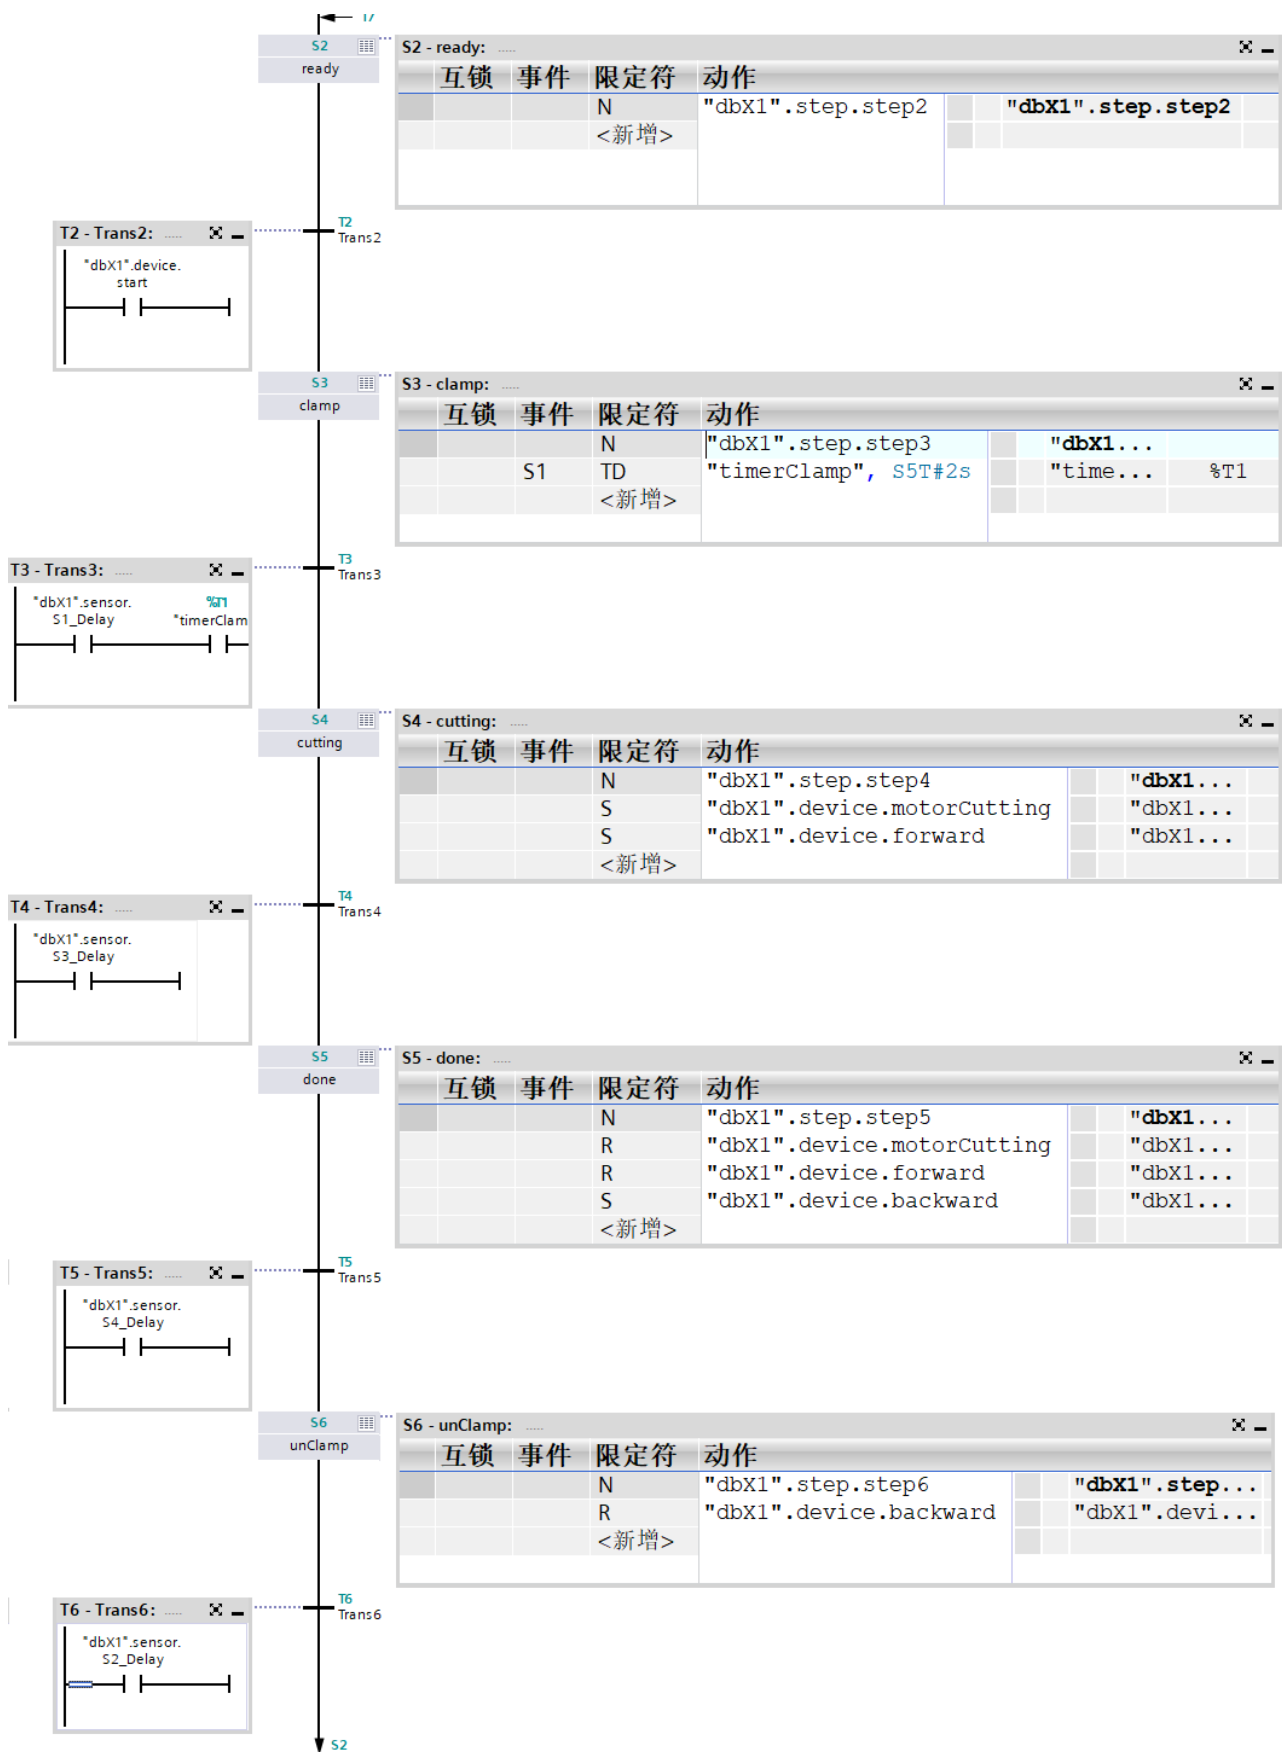 T7
S2
ready
S2 - ready: .....
互锁 事件 限定符 动作
N "dbX1".step.step2 "dbX1".step.step2
<新增>
T2 - Trans2: .....
T2
Trans2
"dbX1".device.
start
S3
clamp
S3 - clamp: .....
互锁 事件 限定符 动作
N "dbX1".step.step3 "dbX1...
S1 TD "timerClamp", S5T#2s "time... %T1
<新增>
T3 - Trans3: .....
T3
Trans3
"dbX1".sensor. %T1
S1_Delay "timerClam
S4
cutting
S4 - cutting: .....
互锁 事件 限定符 动作
N "dbX1".step.step4 "dbX1...
S "dbX1".device.motorCutting "dbX1...
S "dbX1".device.forward "dbX1...
<新增>
T4 - Trans4: .....
T4
Trans4
"dbX1".sensor.
S3_Delay
S5
done
S5 - done: .....
互锁 事件 限定符 动作
N "dbX1".step.step5 "dbX1...
R "dbX1".device.motorCutting "dbX1...
R "dbX1".device.forward "dbX1...
S "dbX1".device.backward "dbX1...
<新增>
T5 - Trans5: .....
T5
Trans5
"dbX1".sensor.
S4_Delay
S6
unClamp
S6 - unClamp: .....
互锁 事件 限定符 动作
N "dbX1".step.step6 "dbX1".step...
R "dbX1".device.backward "dbX1".devi...
<新增>
T6 - Trans6: .....
T6
Trans6
"dbX1".sensor.
S2_Delay
S2